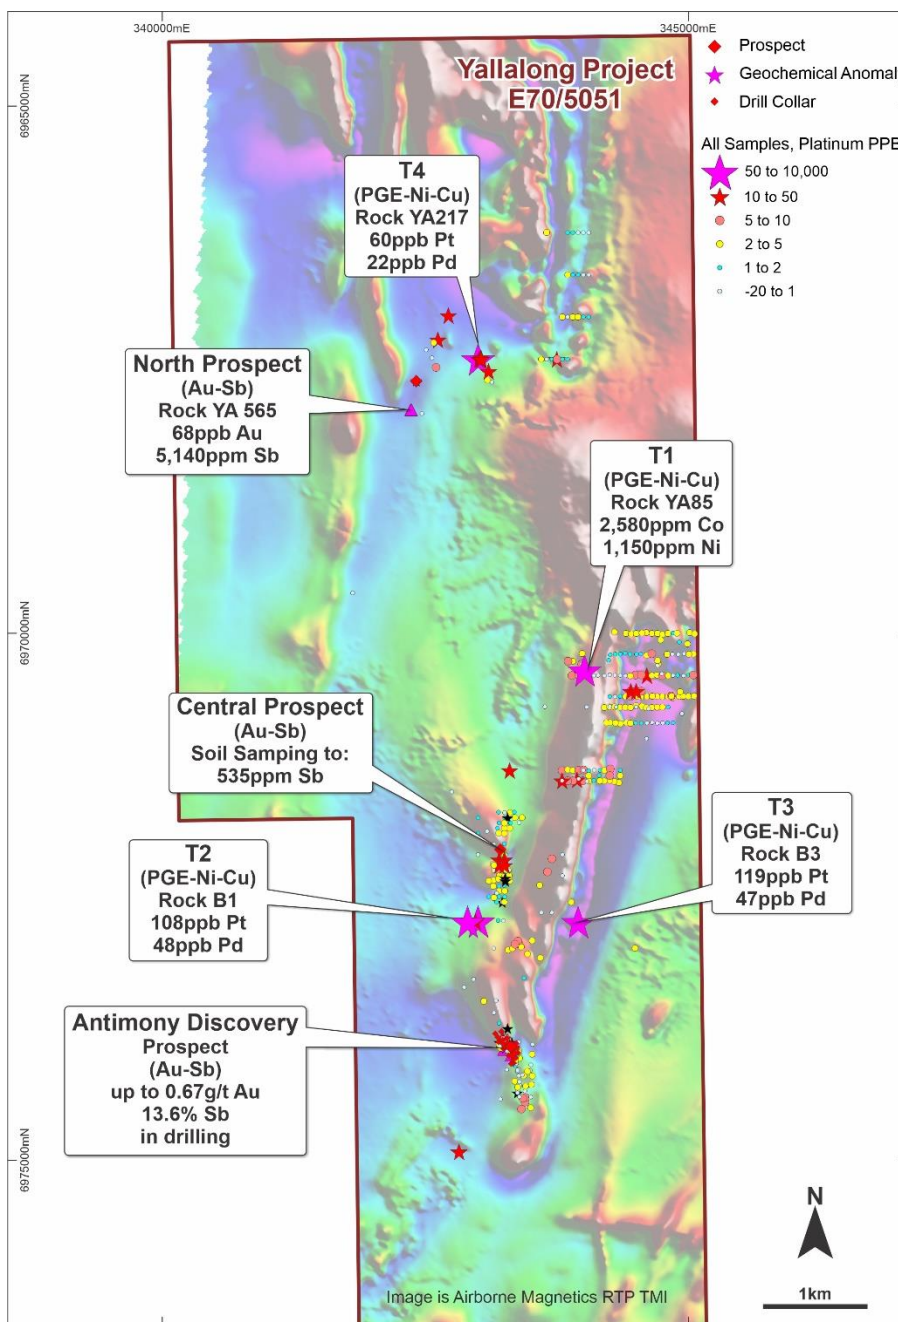 340000mE
345000mE
Yallalong Project
E70/5051
Prospect
Geochemical Anomal
Drill Collar
All Samples, Platinum PPB
50 to 10,000
10 to 50
5 to 10
2 to 5
1 to 2
-20 to 1
6965000mN
T4
(PGE-Ni-Cu)
Rock YA217
60ppb Pt
22ppb Pd
North Prospect
(Au-Sb)
Rock YA 565
68ppb Au
5,140ppm Sb
T1
(PGE-Ni-Cu)
Rock YA85
2,580ppm Co
1,150ppm Ni
6970000mN
Central Prospect
(Au-Sb)
Soil Samping to:
535ppm Sb
T3
(PGE-Ni-Cu)
Rock B3
119ppb Pt
47ppb Pd
T2
(PGE-Ni-Cu)
Rock B1
108ppb Pt
48ppb Pd
Antimony Discovery
Prospect
(Au-Sb)
up to 0.67g/t Au
13.6% Sb
in drilling
6975000mN
N
1km
Image is Airborne Magnetics RTP TMI